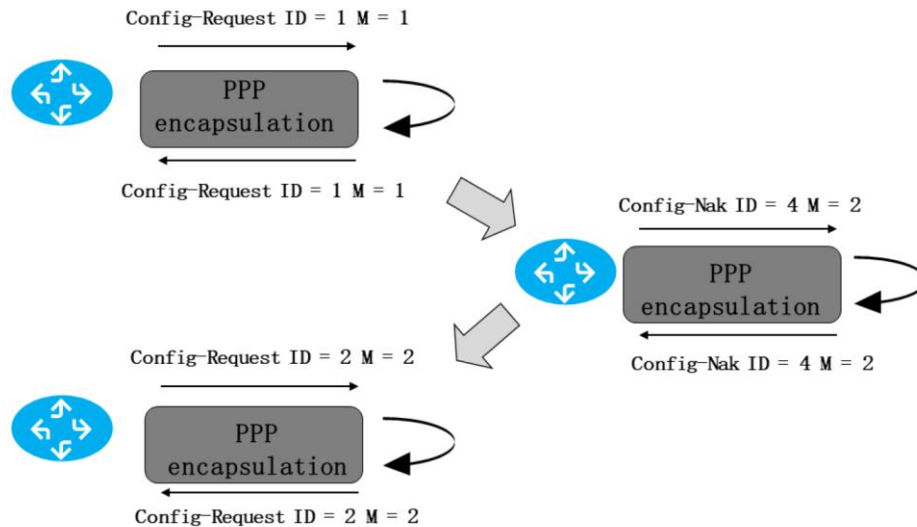 Config-Request ID = 1 M = 1
PPP
encapsulation
Config-Request ID = 1 M = 1
Config-Nak ID = 4 M = 2
PPP
encapsulation
Config-Nak ID = 4 M = 2
Config-Request ID = 2 M = 2
PPP
encapsulation
Config-Request ID = 2 M = 2